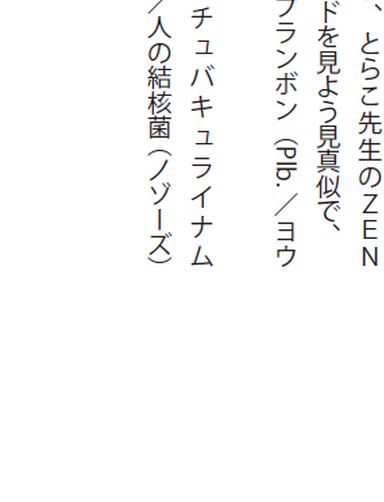 、とらこ先生のＺＥＮ
ドを見よう見真似で、
フランボン（Plb.／ヨウ
チュバキュライナム
／人の結核菌（ノゾーズ）